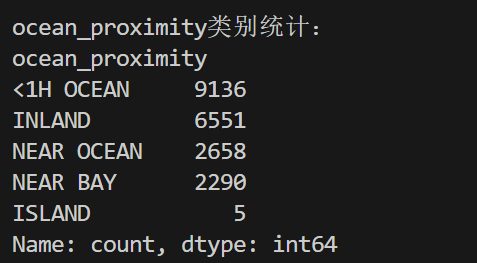 ocean_proximity类别统计：
ocean_proximity
<1H OCEAN     9136
INLAND        6551
NEAR OCEAN    2658
NEAR BAY      2290
ISLAND           5
Name: count, dtype: int64